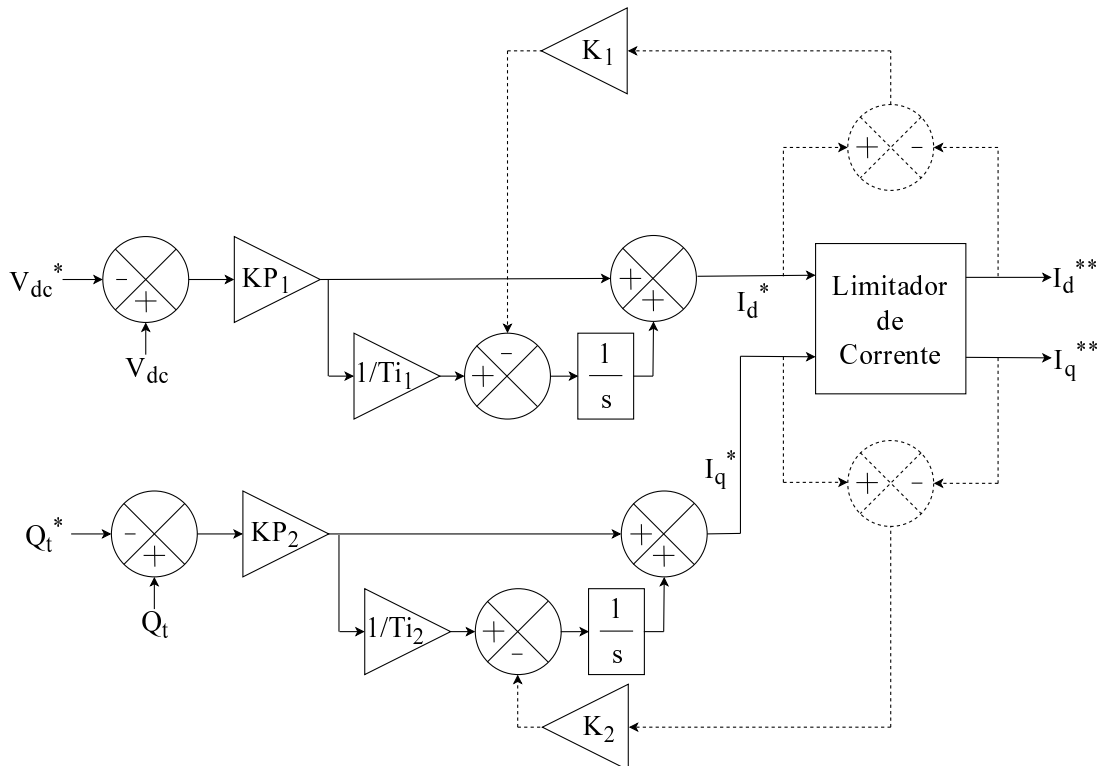 K1
+ -
Vdc* - +
Vdc
KP1
+ +
Id*
Limitador
de
Corrente
Id**
Iq**
1/Ti1
-
+
1
s
Iq*
+ -
Qt* - +
Qt
KP2
+ +
1/Ti2
+
-
1
s
K2